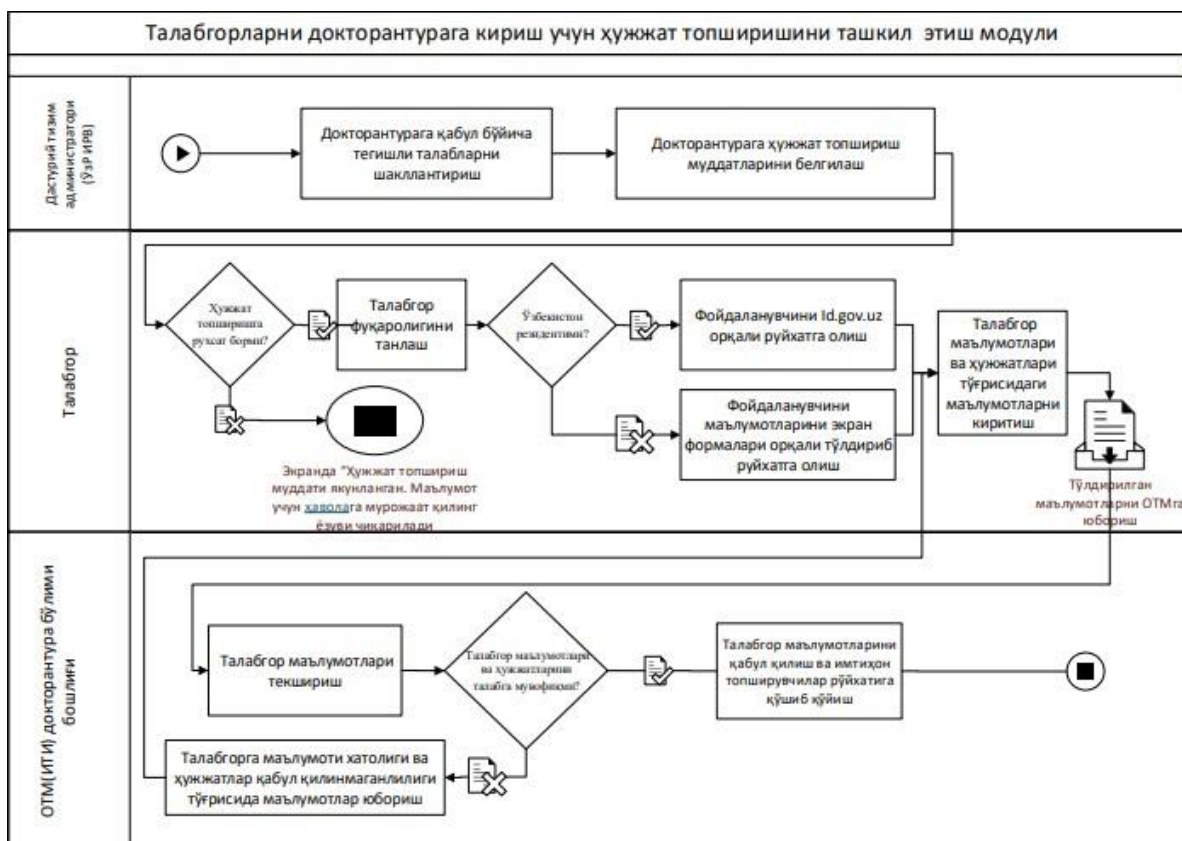 Талабгорларни докторантурага кириш учун ҳужжат топширишини ташкил этиш модули
Дастурий тизим
администратори
(ЎзР ИРВ)
Докторантурага қабул бўйича
тегишли талабларни
шакллантириш
Докторантурага ҳужжат топшириш
муддатларини белгилаш
Талабгор
Ҳужжат
топширишга
рухсат борми?
Талабгор
фуқаролигини
танлаш
Ўзбекистон
резидентими?
Фойдаланувчини Id.gov.uz
орқали руйхатга олиш
Фойдаланувчини
маълумотларини экран
формалари орқали тўлдириб
руйхатга олиш
Талабгор
маълумотлари
ва ҳужжатлари
тўғрисидаги
маълумотларни
киритиш
Экранда "Ҳужжат топшириш
муддати якунланган. Маълумот
учун ҳаволага мурожаат қилинг
ёзуви чиқарилади
Тўлдирилган
маълумотларни ОТМга
юбориш
ОТМ(ИТИ) докторантура бўлими
бошлиғи
Талабгор маълумотлари
текшириш
Талабгор маълумотлари
ва ҳужжатларини
талабга мувофиқми?
Талабгор маълумотларини
қабул қилиш ва имтиҳон
топширувчилар рўйхатига
қўшиб қўйиш
Талабгорга маълумоти хатолиги ва
ҳужжатлар қабул қилинмаганлилиги
тўғрисида маълумотлар юбориш